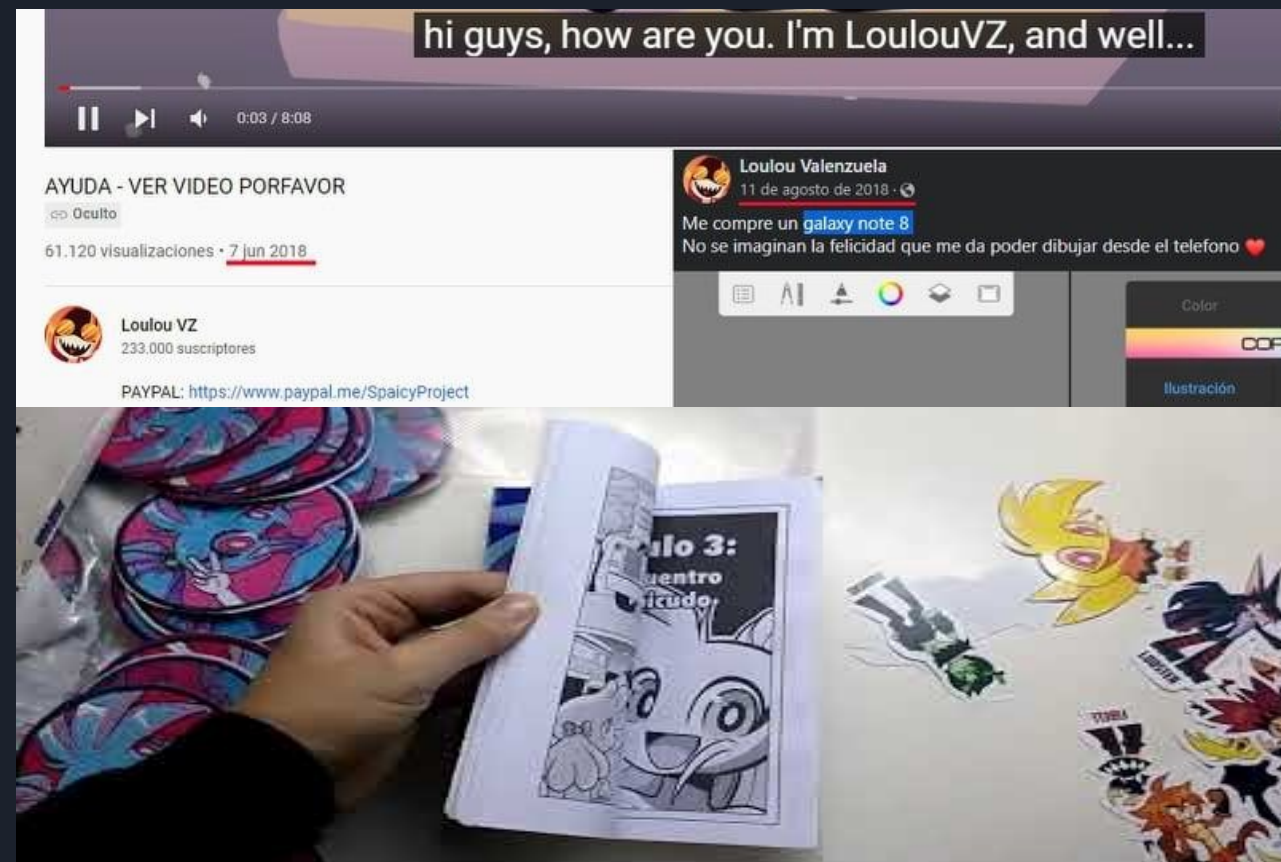 hi guys, how are you. I'm LoulouVZ, and well...
0:03 / 8:08
AYUDA - VER VIDEO PORFAVOR
Oculto
61.120 visualizaciones • 7 jun 2018
Loulou VZ
233.000 suscriptores
PAYPAL: https://www.paypal.me/SpaicyProject
Loulou Valenzuela
11 de agosto de 2018 ·
Me compre un galaxy note 8
No se imaginan la felicidad que me da poder dibujar desde el telefono ❤️
Color
COP
Ilustración
ulo 3:
uentro
icudo